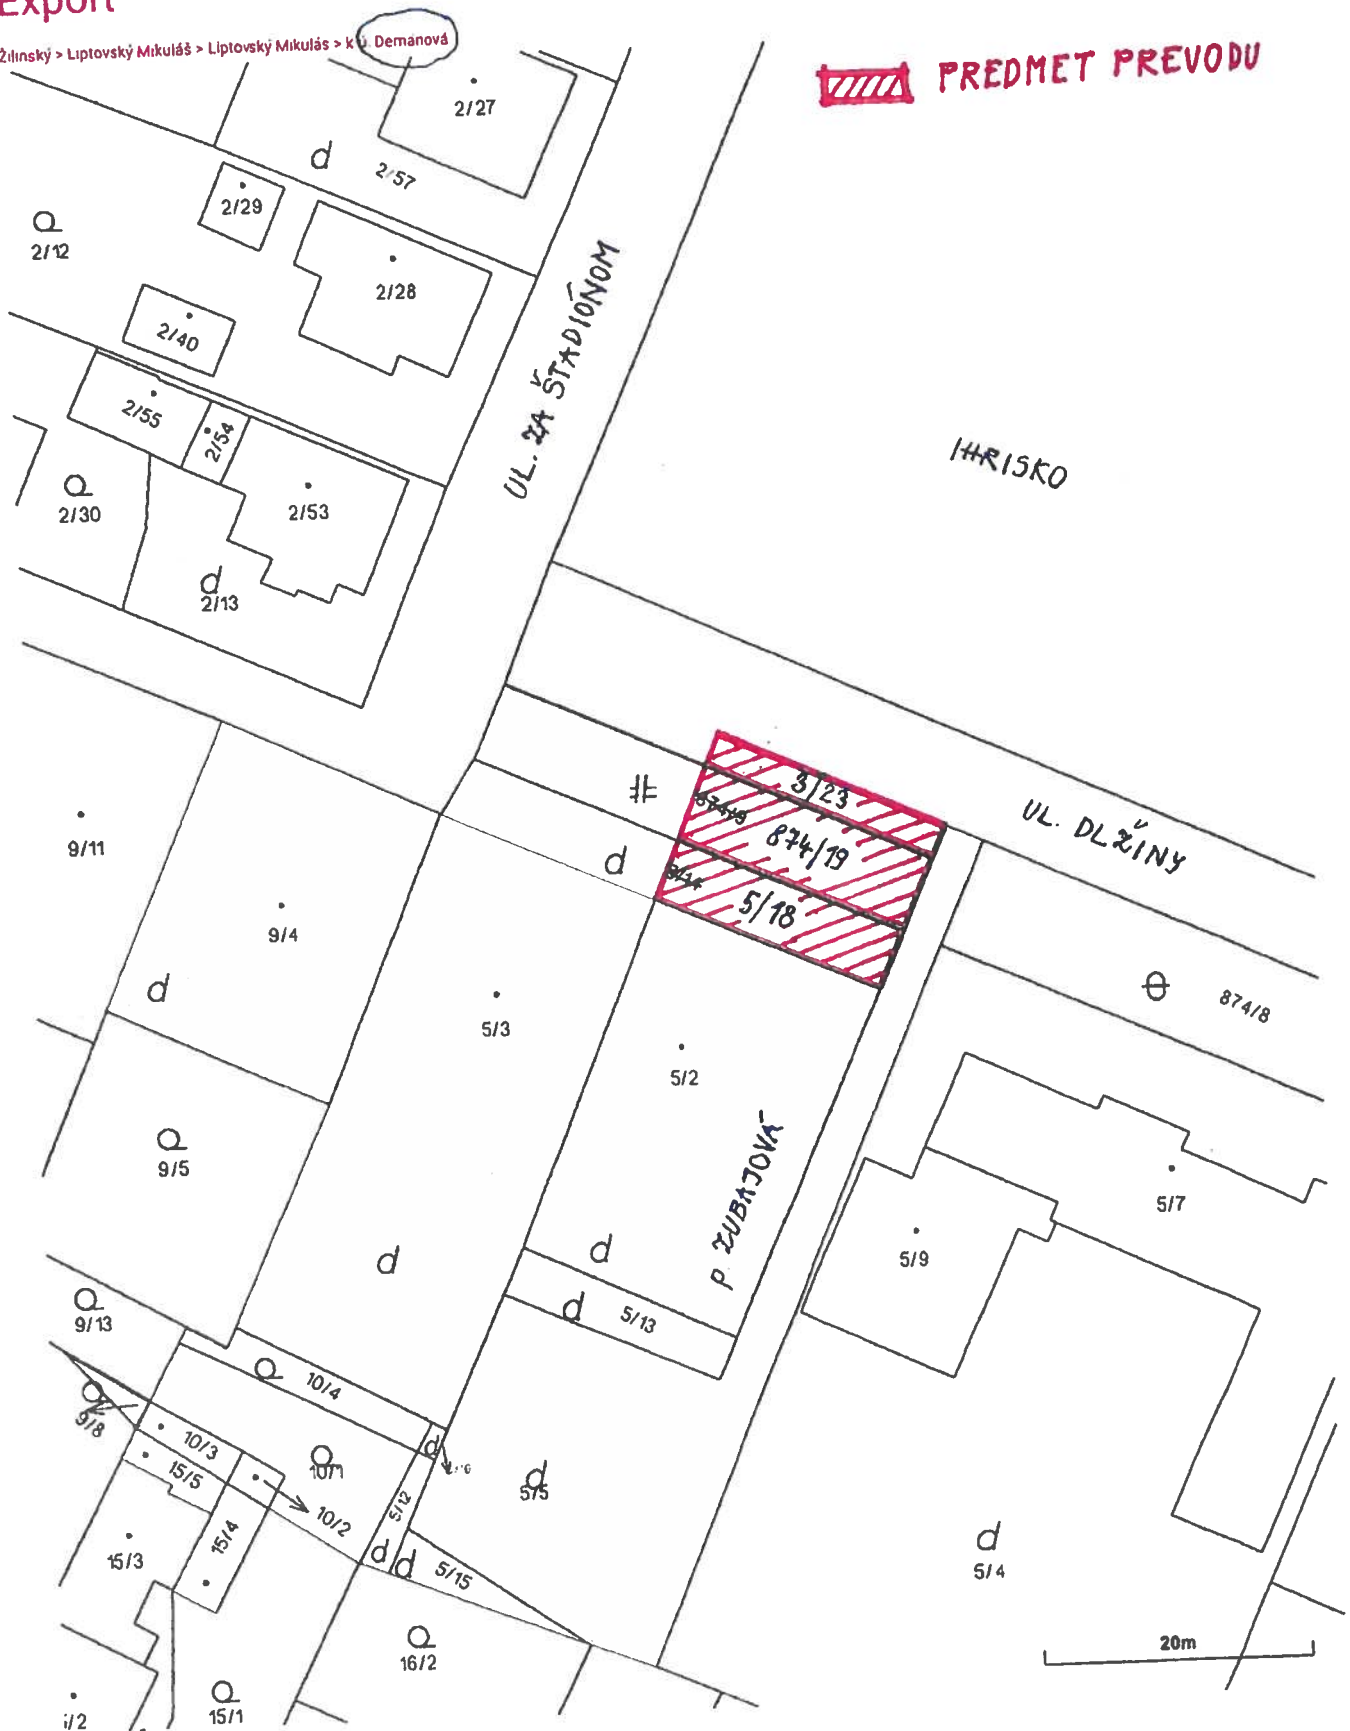 Export
Žilinský > Liptovský Mikuláš > Liptovský Mikuláš > k.ú. Demänová
PREDMET PREVODU
2/27
d
2/57
2/29
2/12
2/28
2/40
UL. ZA ŠTADIÓNOM
2/55
2/54
IHRISKO
2/30
2/53
d
2/13
3/23
874/19
UL. DLŽINY
9/11
d
5/18
9/4
d
874/8
5/3
5/2
9/5
p. ZUBAJOVÁ
5/7
5/9
d
d
d
5/13
9/13
10/4
9/8
10/3
10/1
d
15/5
5/12
d
5/5
10/2
15/4
15/3
d
d
5/15
d
5/4
16/2
20m
15/1